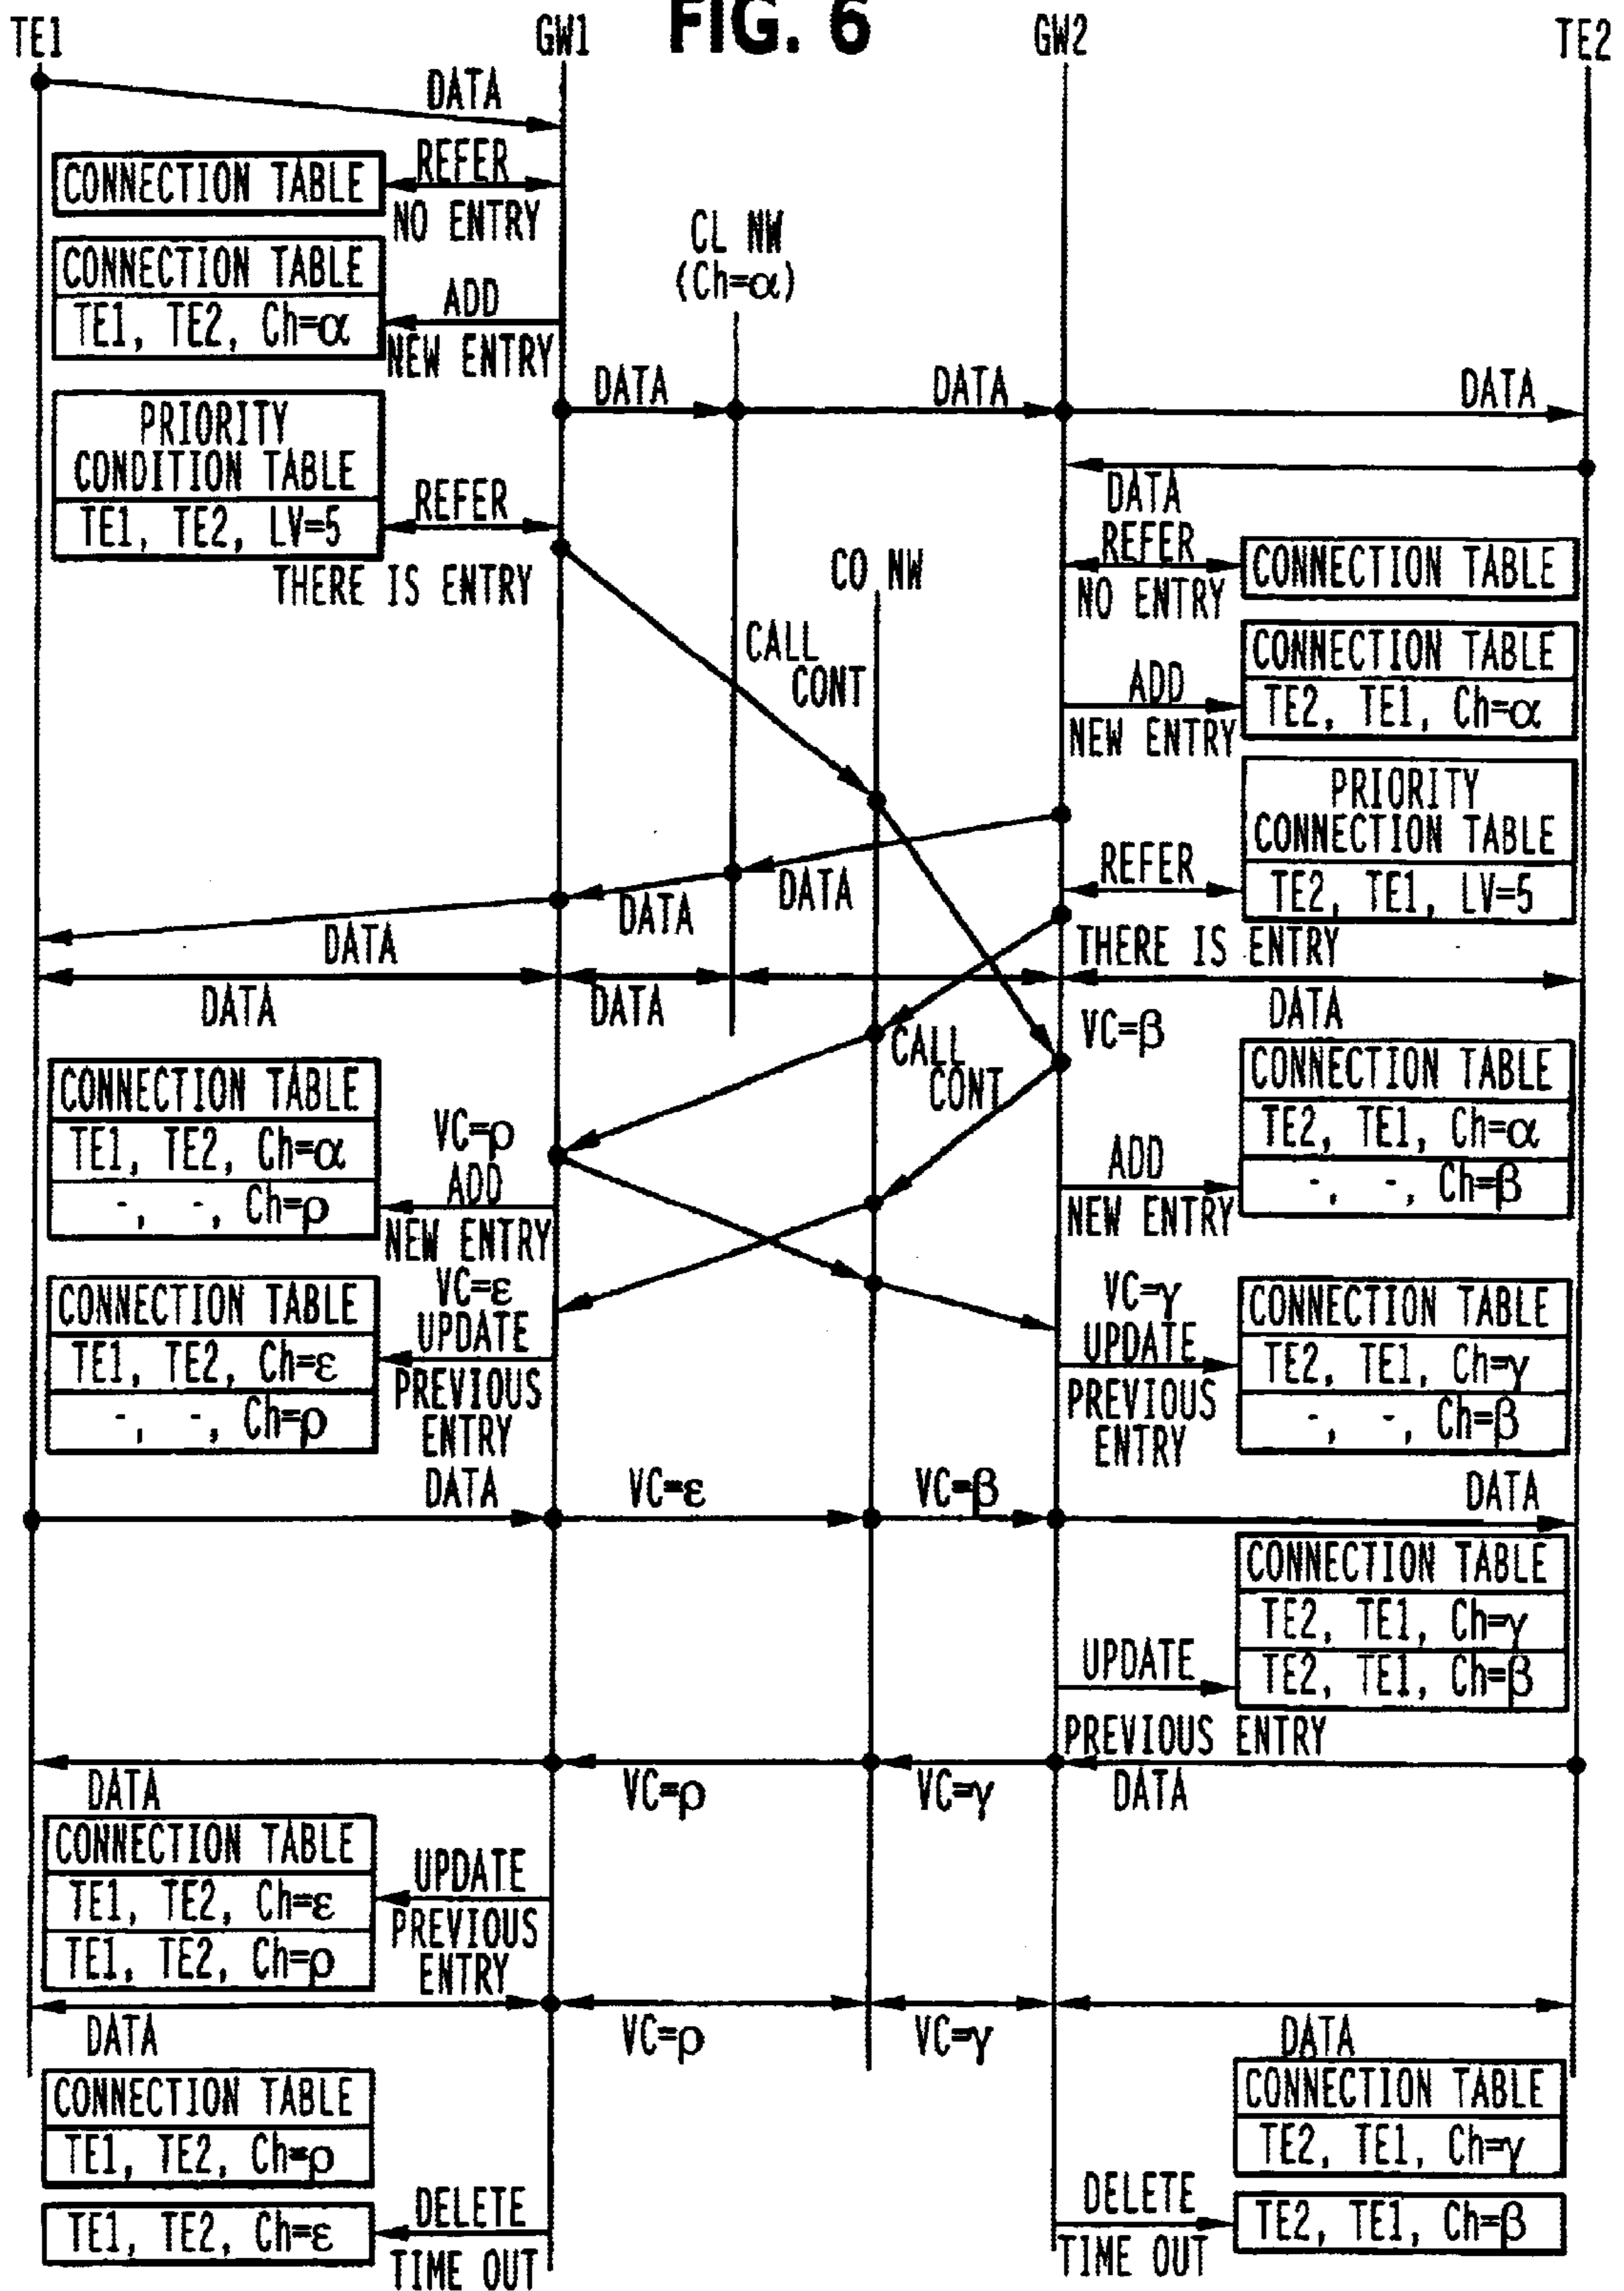 FIG. 6
TE1
GW1
GW2
TE2
DATA
CONNECTION TABLE
REFER
NO ENTRY
CL NW
(Ch=α)
CONNECTION TABLE
TE1, TE2, Ch=α
ADD
NEW ENTRY
DATA
DATA
DATA
PRIORITY
CONDITION TABLE
TE1, TE2, LV=5
REFER
THERE IS ENTRY
DATA
REFER
NO ENTRY
CONNECTION TABLE
CO NW
CALL
CONT
ADD
NEW ENTRY
CONNECTION TABLE
TE2, TE1, Ch=α
PRIORITY
CONNECTION TABLE
TE2, TE1, LV=5
REFER
THERE IS ENTRY
DATA
DATA
DATA
DATA
DATA
DATA
VC=β
CALL
CONT
CONNECTION TABLE
TE1, TE2, Ch=α
-, -, Ch=ρ
VC=ρ
ADD
NEW ENTRY
ADD
NEW ENTRY
CONNECTION TABLE
TE2, TE1, Ch=α
-, -, Ch=β
CONNECTION TABLE
TE1, TE2, Ch=ε
-, -, Ch=ρ
VC=ε
UPDATE
PREVIOUS
ENTRY
VC=γ
UPDATE
PREVIOUS
ENTRY
CONNECTION TABLE
TE2, TE1, Ch=γ
-, -, Ch=β
DATA
VC=ε
VC=β
DATA
CONNECTION TABLE
TE2, TE1, Ch=γ
TE2, TE1, Ch=β
UPDATE
PREVIOUS ENTRY
DATA
VC=ρ
VC=γ
DATA
CONNECTION TABLE
TE1, TE2, Ch=ε
TE1, TE2, Ch=ρ
UPDATE
PREVIOUS
ENTRY
DATA
VC=ρ
VC=γ
DATA
CONNECTION TABLE
TE1, TE2, Ch=ρ
TE1, TE2, Ch=ε
DELETE
TIME OUT
CONNECTION TABLE
TE2, TE1, Ch=γ
DELETE
TIME OUT
TE2, TE1, Ch=β